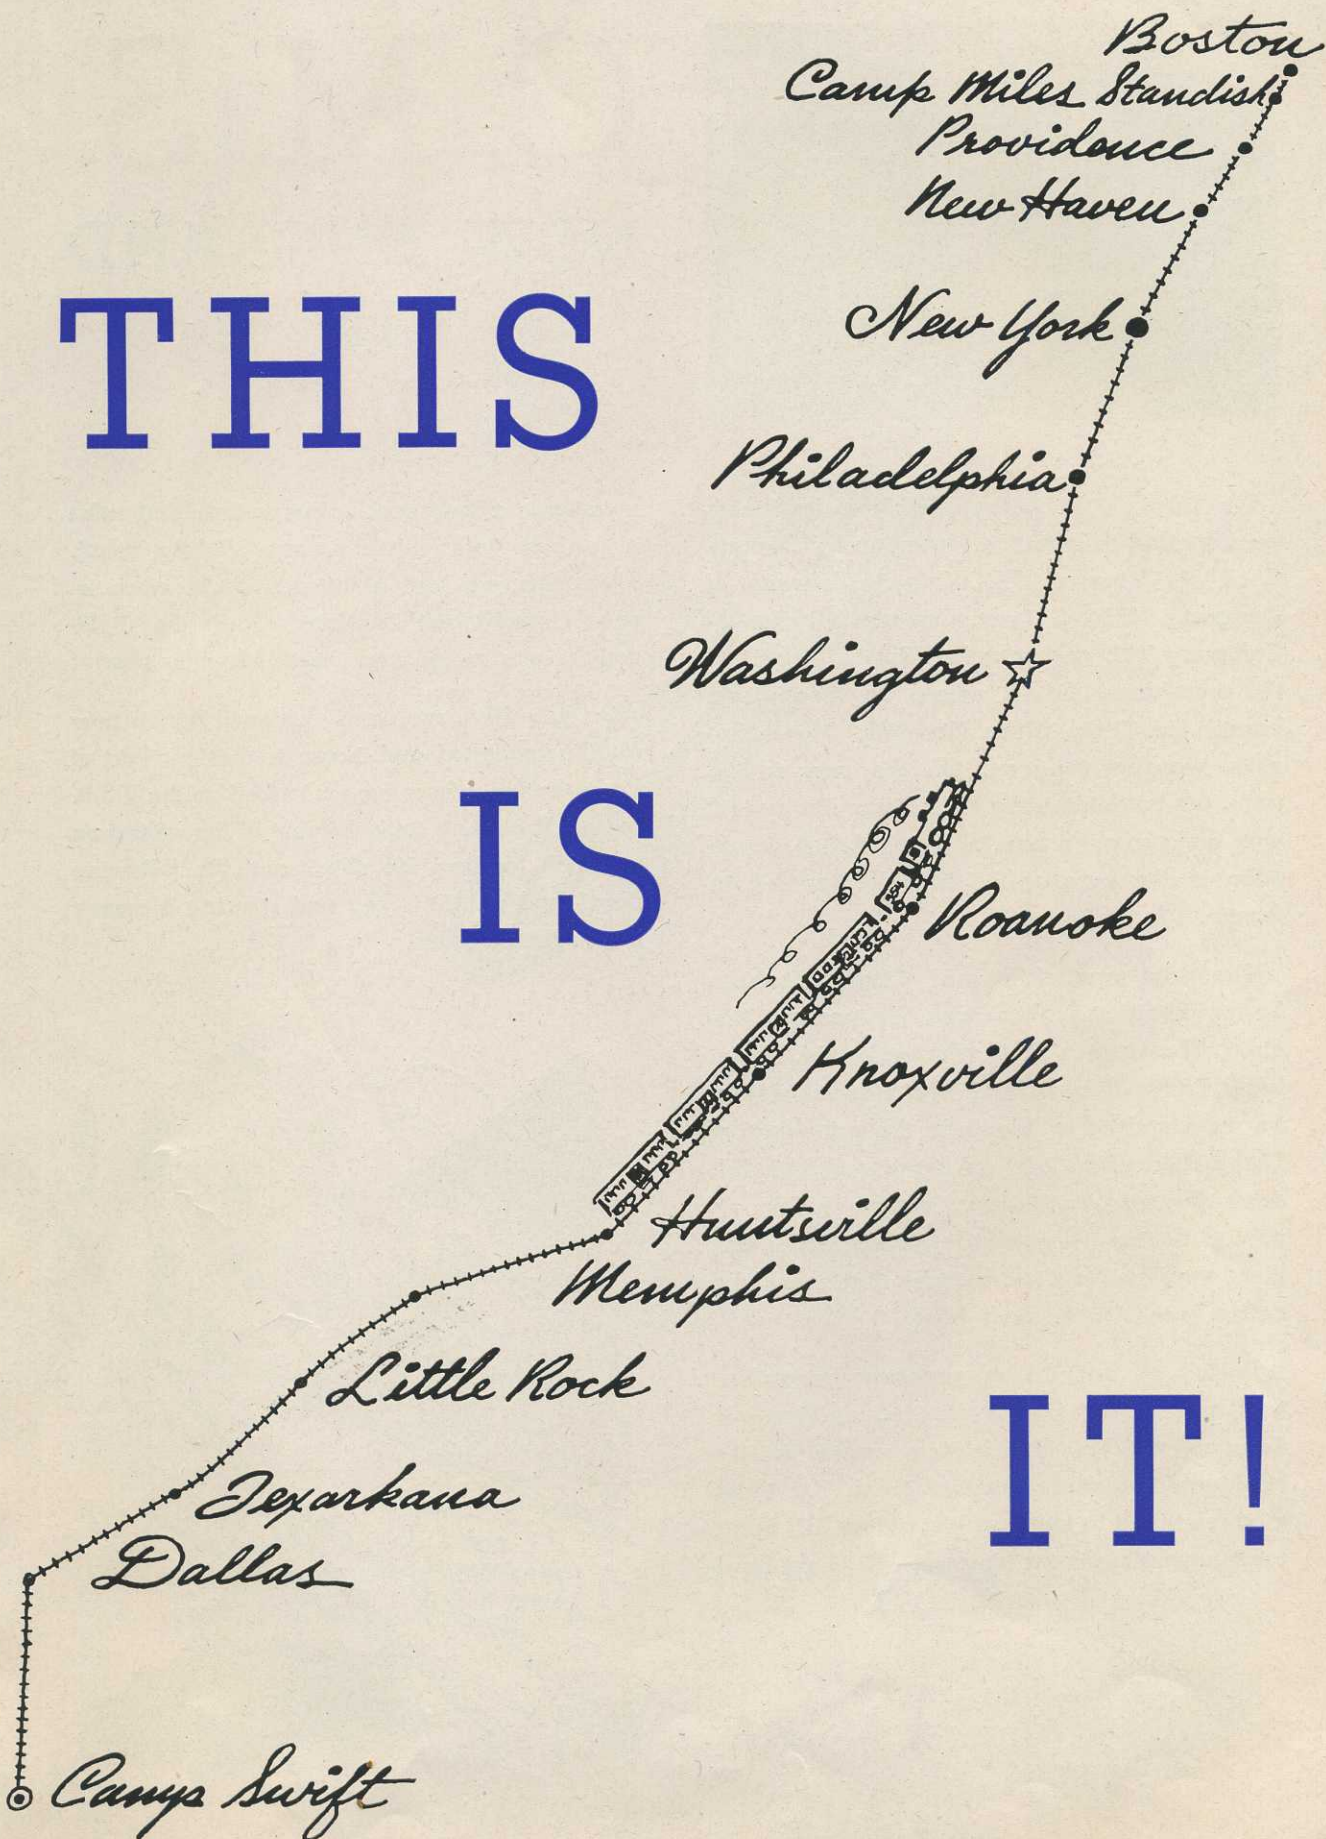 Boston
Camp Miles Standish
Providence
New Haven
THIS
New York
Philadelphia
Washington
IS
Roanoke
Knoxville
Huntsville
Memphis
Little Rock
IT!
Texarkana
Dallas
Camp Swift